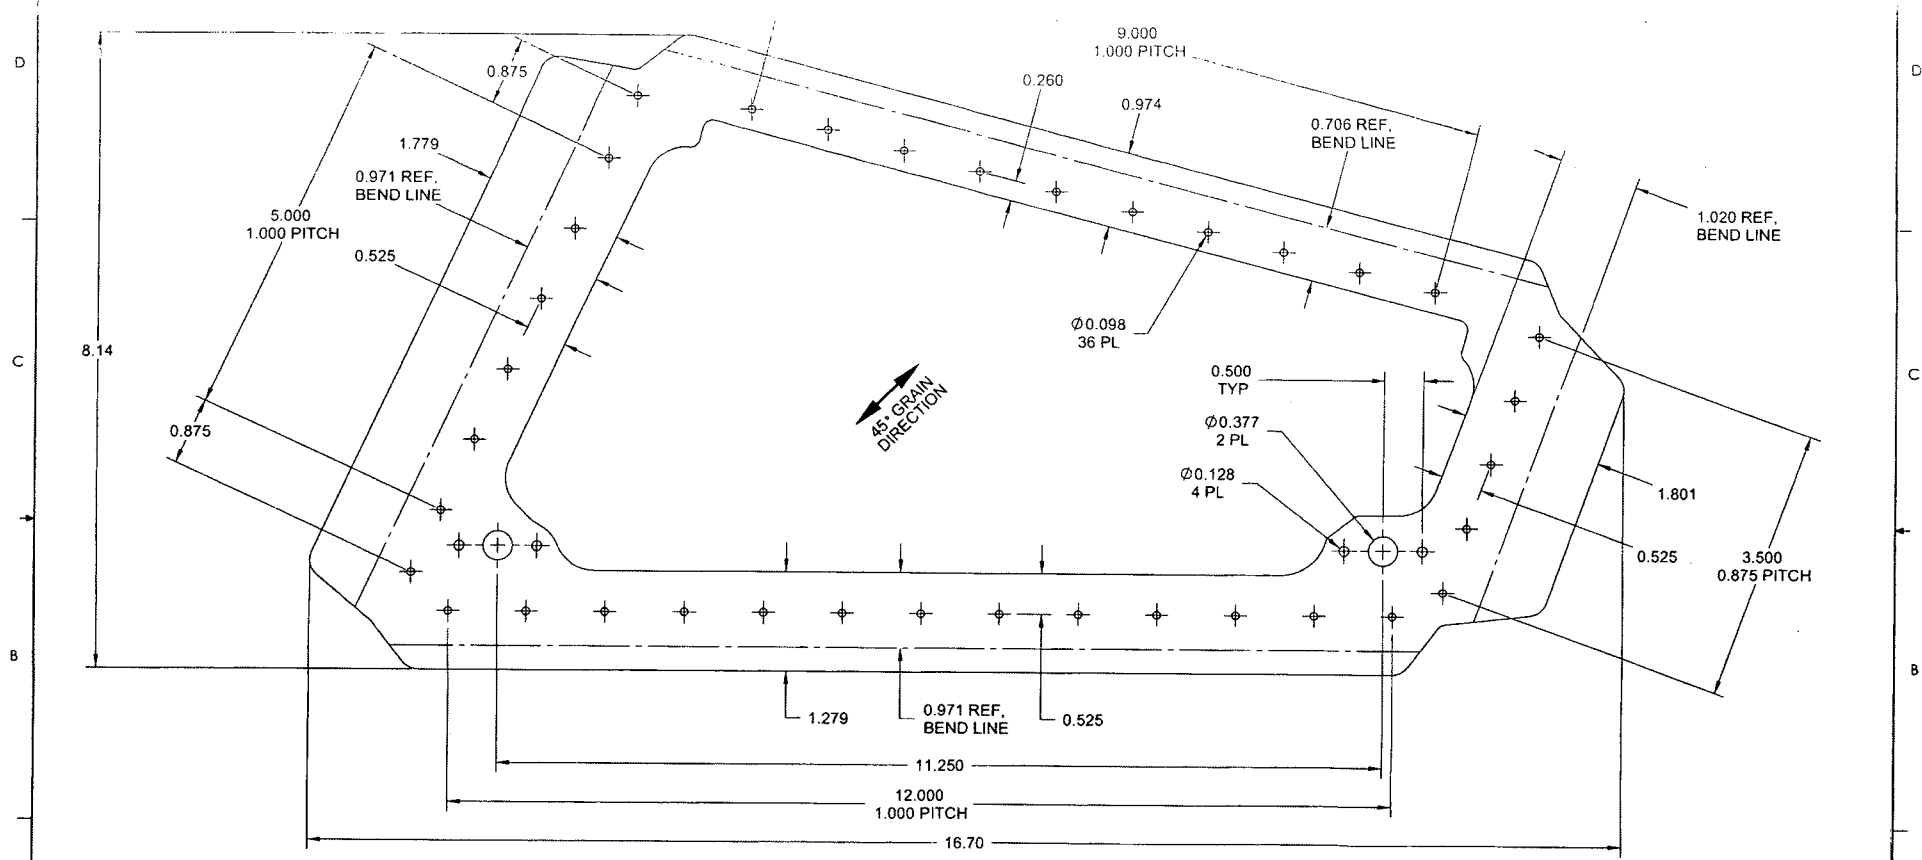 D
D
9.000
1.000 PITCH
0.875
0.260
0.974
0.706 REF,
BEND LINE
1.779
0.971 REF,
BEND LINE
5.000
1.000 PITCH
1.020 REF,
BEND LINE
0.525
Ø0.098
36 PL
8.14
C
C
45° GRAIN
DIRECTION
0.500
TYP
0.875
Ø0.377
2 PL
Ø0.128
4 PL
1.801
0.525
3.500
0.875 PITCH
B
B
1.279
0.971 REF,
BEND LINE
0.525
11.250
12.000
1.000 PITCH
16.70